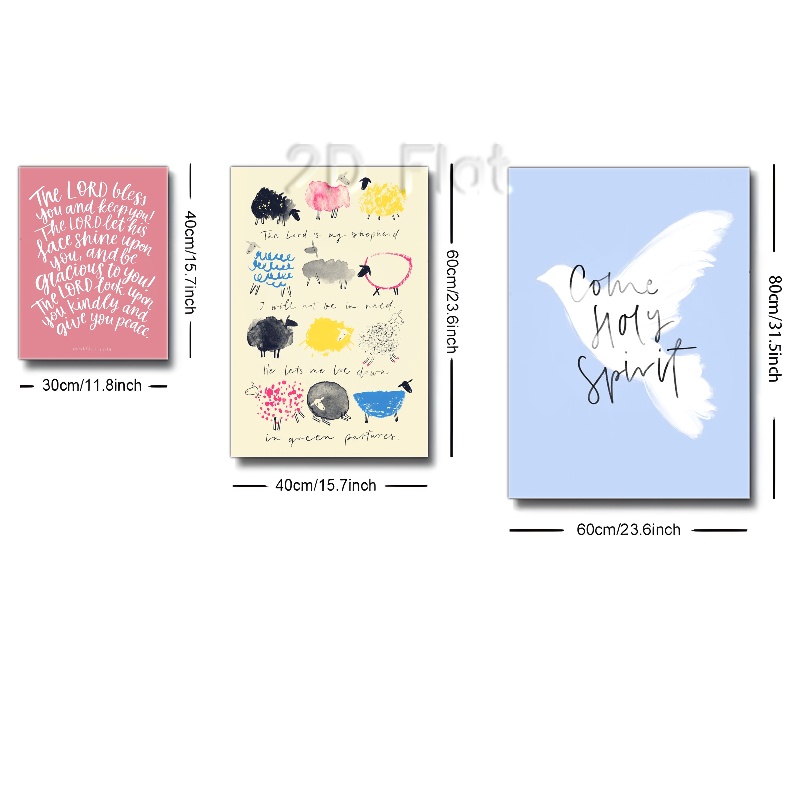 2D Flat.
The LORD bless
you and keep you!
The LORD let his
face shine upon
you, and be
gracious to you!
The LORD look upon
you kindly and
give you peace.
40cm/15.7inch
30cm/11.8inch
The Lord is my shepherd
I will not be in need.
He lets me lie down
in green pastures.
60cm/23.6inch
40cm/15.7inch
Come
Holy
Spirit
80cm/31.5inch
60cm/23.6inch